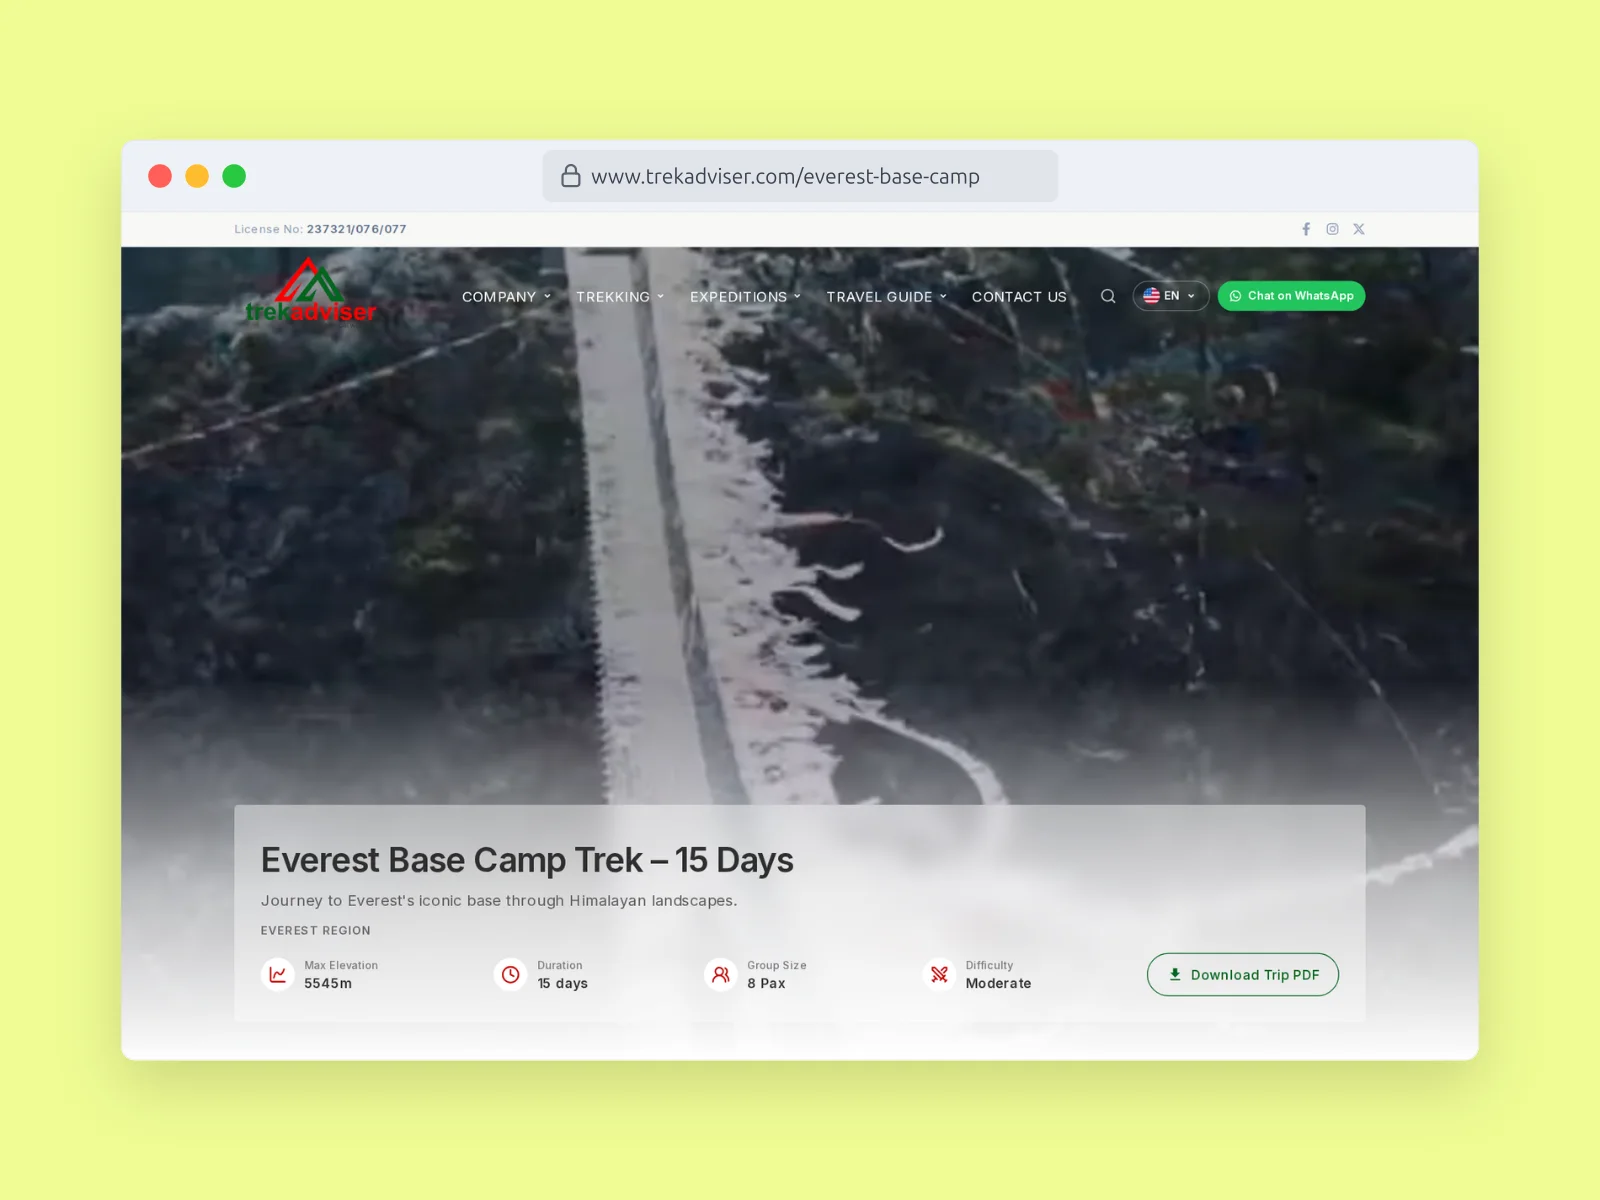 www.trekadviser.com/everest-base-camp
License No: 237321/076/077
trekadviser
COMPANY
TREKKING
EXPEDITIONS
TRAVEL GUIDE
CONTACT US
EN
Chat on WhatsApp
Everest Base Camp Trek – 15 Days
Journey to Everest's iconic base through Himalayan landscapes.
EVEREST REGION
Max Elevation
5545m
Duration
15 days
Group Size
8 Pax
Difficulty
Moderate
Download Trip PDF